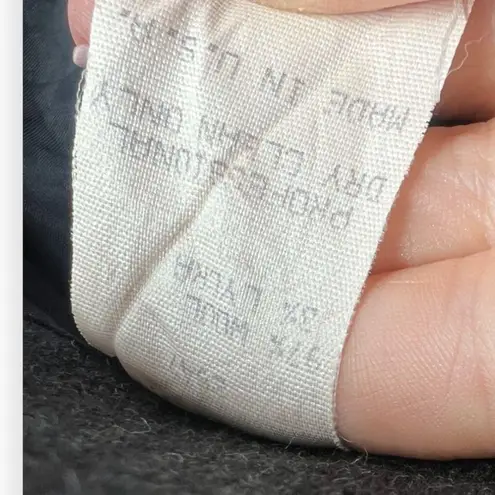 97% WOOL
3% LYCRA
PROFESSIONAL
DRY CLEAN ONLY
MADE IN U.S.A.